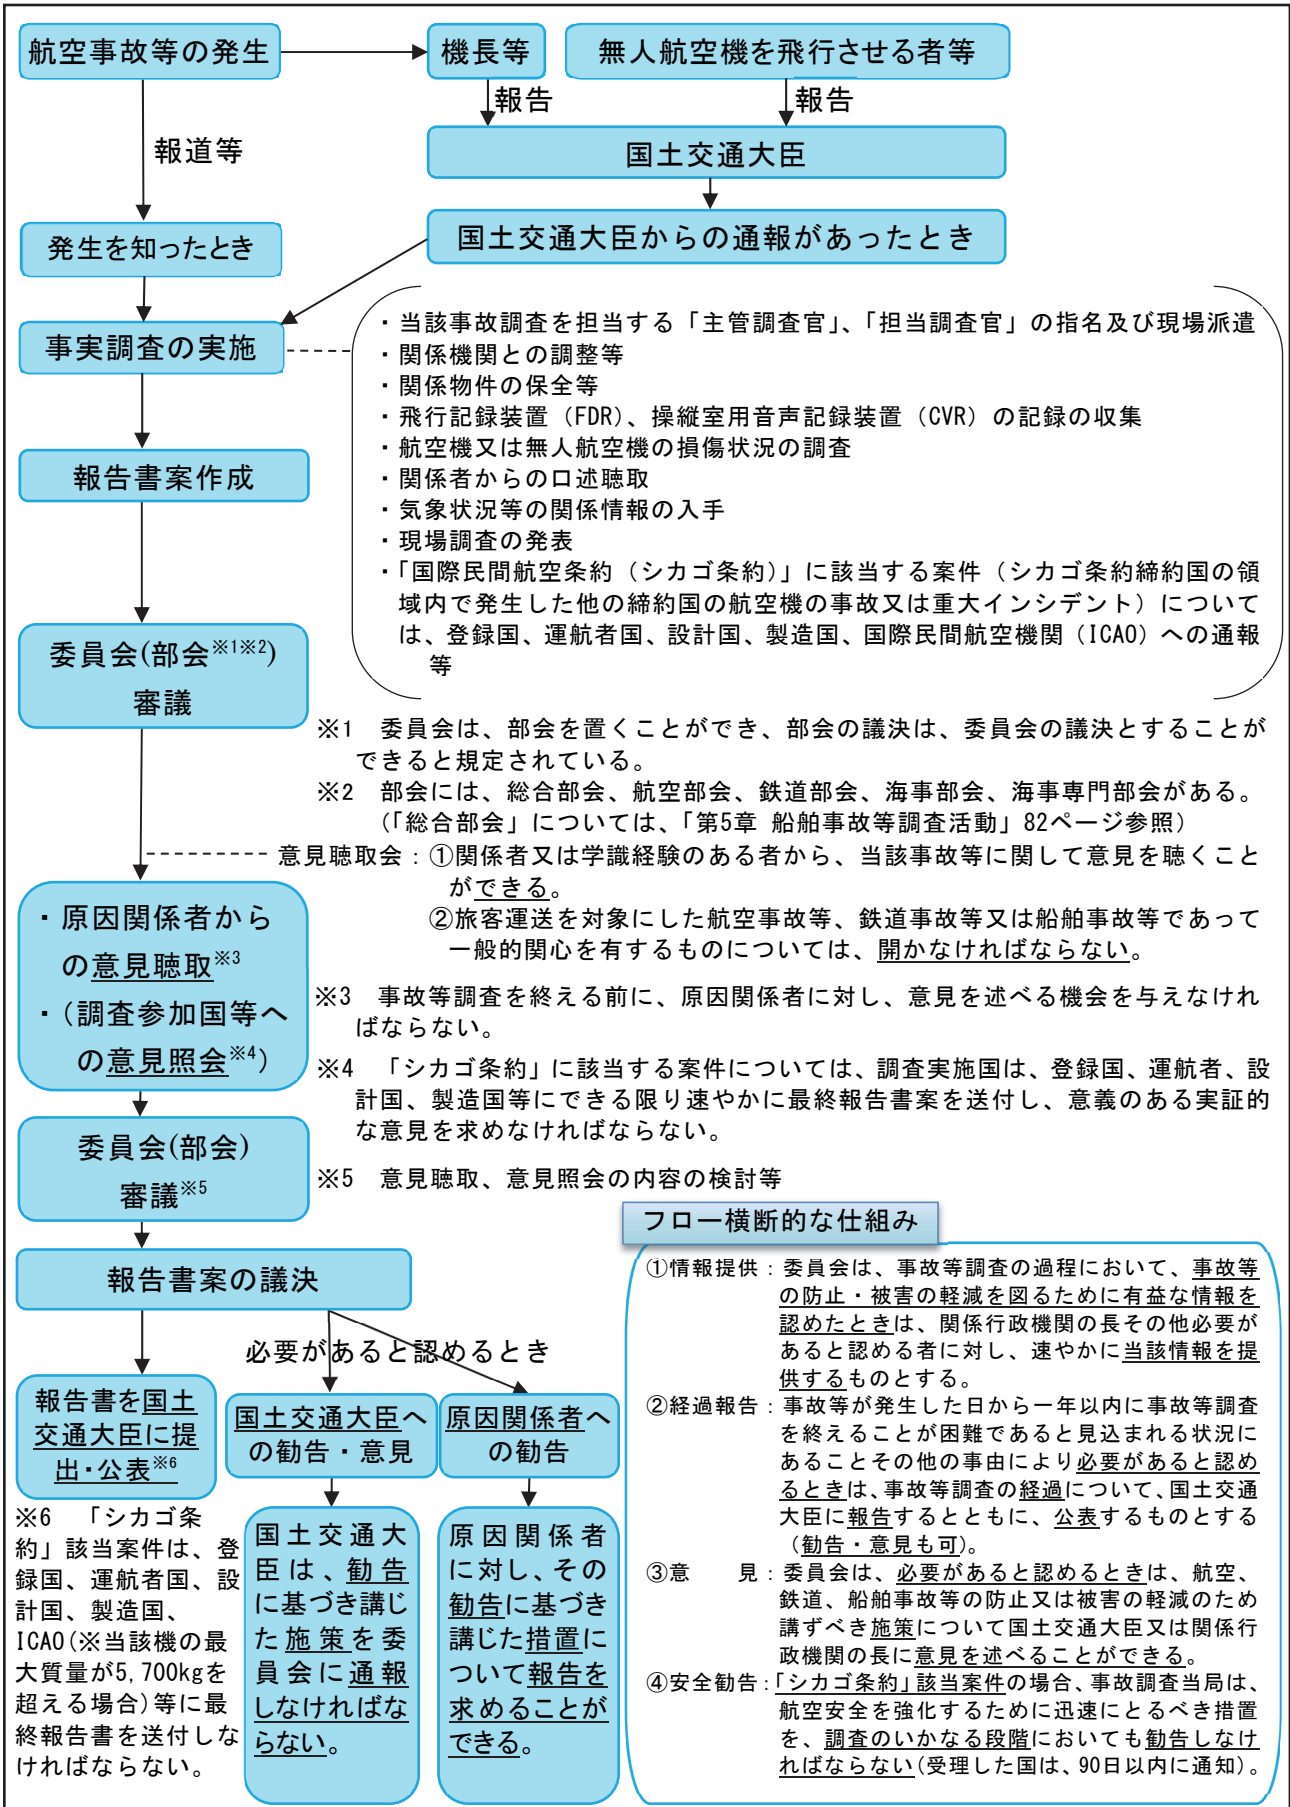 航空事故等の発生
機長等
無人航空機を飛行させる者等
報告
報告
報道等
国土交通大臣
発生を知ったとき
国土交通大臣からの通報があったとき
事実調査の実施
・当該事故調査を担当する「主管調査官」、「担当調査官」の指名及び現場派遣
・関係機関との調整等
・関係物件の保全等
・飛行記録装置（FDR）、操縦室用音声記録装置（CVR）の記録の収集
・航空機又は無人航空機の損傷状況の調査
・関係者からの口述聴取
・気象状況等の関係情報の入手
・現場調査の発表
・「国際民間航空条約（シカゴ条約）」に該当する案件（シカゴ条約締約国の領
域内で発生した他の締約国の航空機の事故又は重大インシデント）については
、登録国、運航者国、設計国、製造国、国際民間航空機関（ICAO）への通報
等
報告書案作成
委員会(部会※1※2)
審議
※1　委員会は、部会を置くことができ、部会の議決は、委員会の議決とすることが
できると規定されている。
※2　部会には、総合部会、航空部会、鉄道部会、海事部会、海事専門部会がある。
（「総合部会」については、「第5章 船舶事故等調査活動」82ページ参照）
意見聴取会：①関係者又は学識経験のある者から、当該事故等に関して意見を聴くこと
ができる。
②旅客運送を対象にした航空事故等、鉄道事故等又は船舶事故等であって
一般的関心を有するものについては、開かなければならない。
・原因関係者から
の意見聴取※3
・(調査参加国等へ
の意見照会※4)
※3　事故等調査を終える前に、原因関係者に対し、意見を述べる機会を与えなけれ
ばならない。
※4　「シカゴ条約」に該当する案件については、調査実施国は、登録国、運航者、設
計国、製造国等にできる限り速やかに最終報告書案を送付し、意義のある実証的
な意見を求めなければならない。
委員会(部会)
審議※5
※5　意見聴取、意見照会の内容の検討等
報告書案の議決
必要があると認めるとき
報告書を国土
交通大臣に提
出・公表※6
国土交通大臣へ
の勧告・意見
原因関係者へ
の勧告
※6　「シカゴ条
約」該当案件は、登
録国、運航者国、設
計国、製造国、
ICAO(※当該機の最
大質量が5,700kgを
超える場合)等に最
終報告書を送付しな
ければならない。
国土交通大
臣は、勧告
に基づき講じ
た施策を委
員会に通報
しなければな
らない。
原因関係者
に対し、その
勧告に基づき
講じた措置に
ついて報告を
求めることが
できる。
フロー横断的な仕組み
①情報提供：委員会は、事故等調査の過程において、事故等
の防止・被害の軽減を図るために有益な情報を
認めたときは、関係行政機関の長その他必要が
あると認める者に対し、速やかに当該情報を提
供するものとする。
②経過報告：事故等が発生した日から一年以内に事故等調査
を終えることが困難であると見込まれる状況に
あることその他の事由により必要があると認め
るときは、事故等調査の経過について、国土交通
大臣に報告するとともに、公表するものとする
（勧告・意見も可）。
③意　　見：委員会は、必要があると認めるときは、航空、
鉄道、船舶事故等の防止又は被害の軽減のため
講ずべき施策について国土交通大臣又は関係行
政機関の長に意見を述べることができる。
④安全勧告：「シカゴ条約」該当案件の場合、事故調査当局は、
航空安全を強化するために迅速にとるべき措置
を、調査のいかなる段階においても勧告しなけ
ればならない(受理した国は、90日以内に通知)。